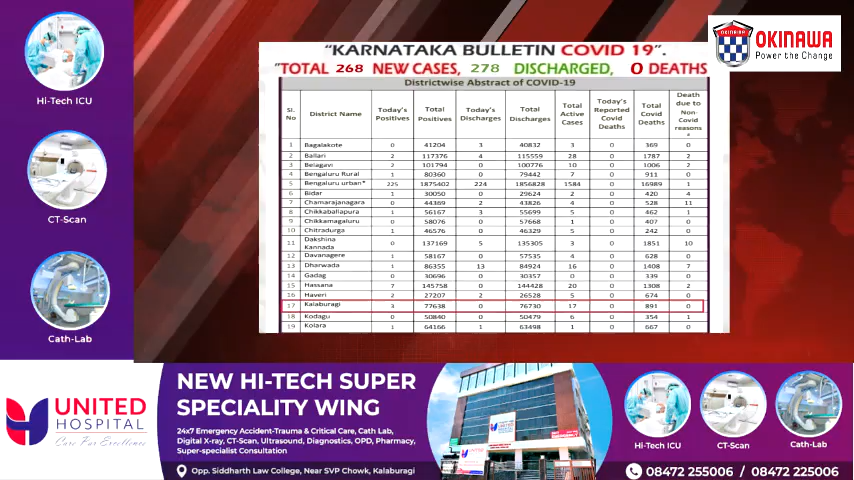 Hi-Tech ICU
CT-Scan
Cath-Lab
OKINAWA
OKINAWA
Power the Change
"KARNATAKA BULLETIN COVID 19".
"TOTAL 268 NEW CASES, 278 DISCHARGED, 0 DEATHS
Districtwise Abstract of COVID-19
Sl. No District Name Today's Positives Total Positives Today's Discharges Total Discharges Total Active Cases Today's Reported Covid Deaths Total Covid Deaths Death due to Non-Covid reasons
1 Bagalakote 0 41204 3 40832 3 0 369 0
2 Ballari 2 117376 4 115559 28 0 1787 2
3 Belagavi 2 101794 0 100776 10 0 1006 2
4 Bengaluru Rural 1 80360 0 79442 7 0 911 0
5 Bengaluru urban* 225 1875402 224 1856828 1584 0 16989 1
6 Bidar 1 30050 0 29624 2 0 420 4
7 Chamarajanagara 0 44369 2 43826 4 0 528 11
8 Chikkaballapura 1 56167 3 55699 5 0 462 1
9 Chikkamagaluru 0 58076 0 57668 1 0 407 0
10 Chitradurga 1 46576 0 46329 5 0 242 0
11 Dakshina Kannada 0 137169 5 135305 3 0 1851 10
12 Davanagere 1 58167 0 57535 4 0 628 0
13 Dharwada 1 86355 13 84924 16 0 1408 7
14 Gadag 0 30696 0 30357 0 0 339 0
15 Hassana 7 145758 0 144428 20 0 1308 2
16 Haveri 2 27207 2 26528 5 0 674 0
17 Kalaburagi 3 77638 0 76730 17 0 891 0
18 Kodagu 0 50840 0 50479 6 0 354 1
19 Kolara 1 64166 1 63498 1 0 667 0
UNITED
HOSPITAL
Care For Excellence
NEW HI-TECH SUPER
SPECIALITY WING
24x7 Emergency Accident-Trauma & Critical Care, Cath Lab,
Digital X-ray, CT-Scan, Ultrasound, Diagnostics, OPD, Pharmacy,
Super-specialist Consultation
Opp. Siddharth Law College, Near SVP Chowk, Kalaburagi
Hi-Tech ICU
CT-Scan
Cath-Lab
08472 255006 / 08472 225006